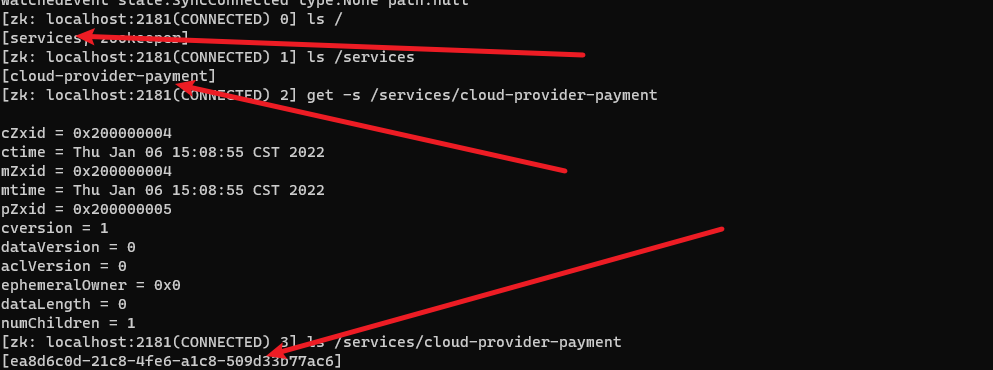 WatchedEvent state:SyncConnected type:None path:null
[zk: localhost:2181(CONNECTED) 0] ls /
[services, zookeeper]
[zk: localhost:2181(CONNECTED) 1] ls /services
[cloud-provider-payment]
[zk: localhost:2181(CONNECTED) 2] get -s /services/cloud-provider-payment
cZxid = 0x200000004
ctime = Thu Jan 06 15:08:55 CST 2022
mZxid = 0x200000004
mtime = Thu Jan 06 15:08:55 CST 2022
pZxid = 0x200000005
cversion = 1
dataVersion = 0
aclVersion = 0
ephemeralOwner = 0x0
dataLength = 0
numChildren = 1
[zk: localhost:2181(CONNECTED) 3] ls /services/cloud-provider-payment
[ea8d6c0d-21c8-4fe6-a1c8-509d33b77ac6]